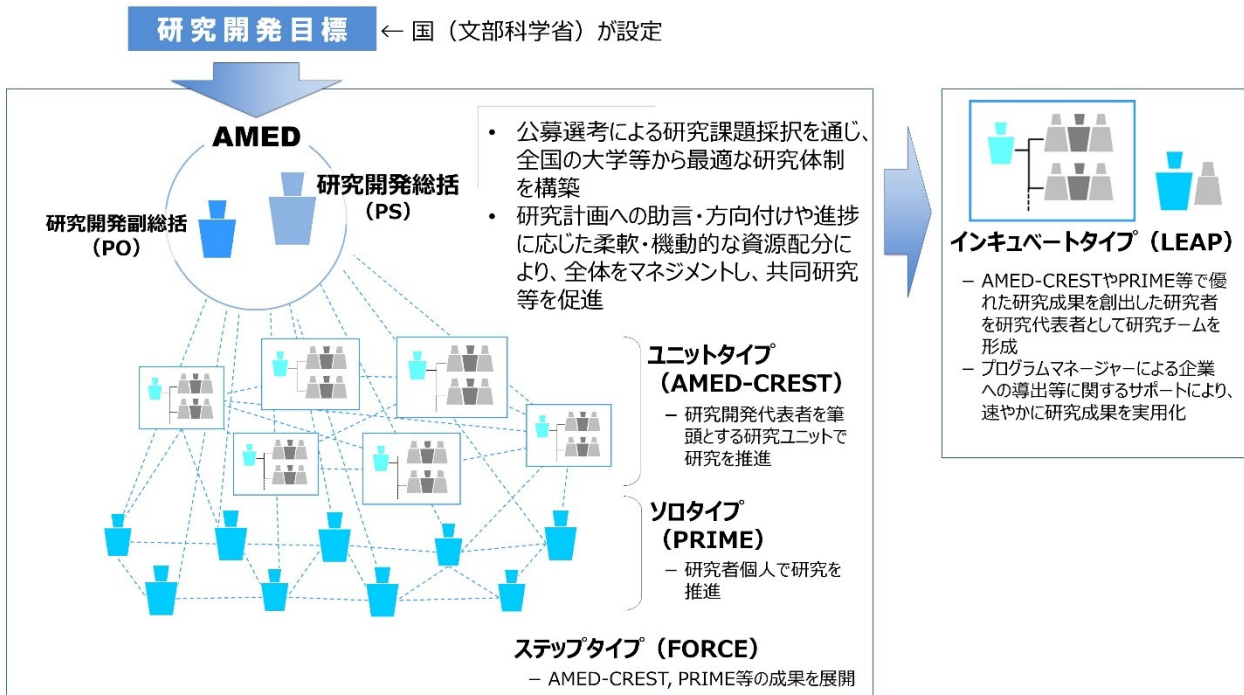 研究開発目標
← 国（文部科学省）が設定
AMED
研究開発総括
(PS)
研究開発副総括
(PO)
• 公募選考による研究課題採択を通じ、
全国の大学等から最適な研究体制
を構築
• 研究計画への助言・方向付けや進捗
に応じた柔軟・機動的な資源配分に
より、全体をマネジメントし、共同研究
等を促進
ユニットタイプ
（AMED-CREST）
− 研究開発代表者を筆
頭とする研究ユニットで
研究を推進
ソロタイプ
（PRIME）
− 研究者個人で研究を
推進
ステップタイプ（FORCE）
− AMED-CREST, PRIME等の成果を展開
インキュベートタイプ（LEAP）
− AMED-CRESTやPRIME等で優
れた研究成果を創出した研究者
を研究代表者として研究チームを
形成
− プログラムマネージャーによる企業
への導出等に関するサポートにより、
速やかに研究成果を実用化